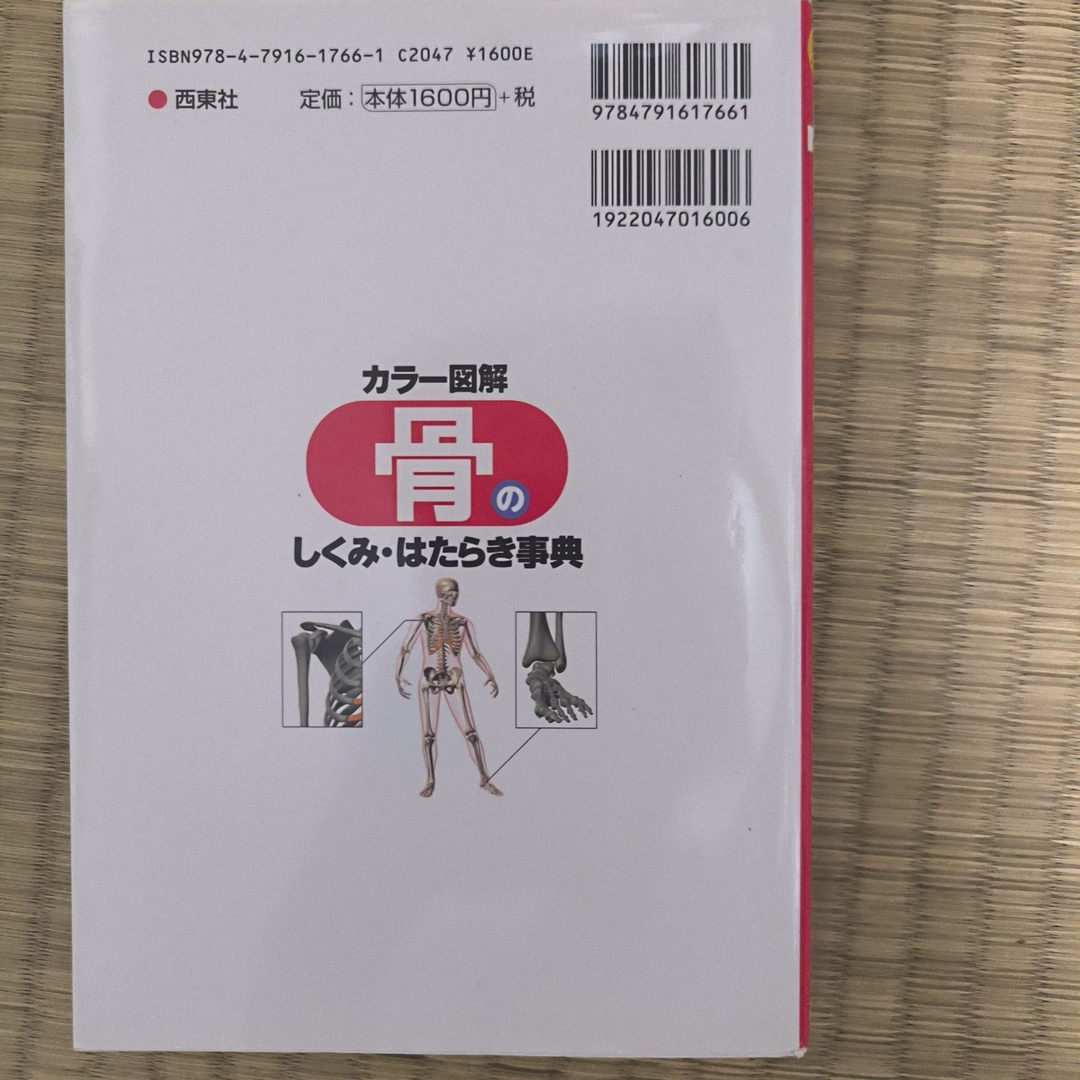 ISBN978-4-7916-1766-1 C2047 ¥1600E
西東社 定価：本体1600円+税
9784791617661
1922047016006
カラー図解
骨の
しくみ・はたらき事典